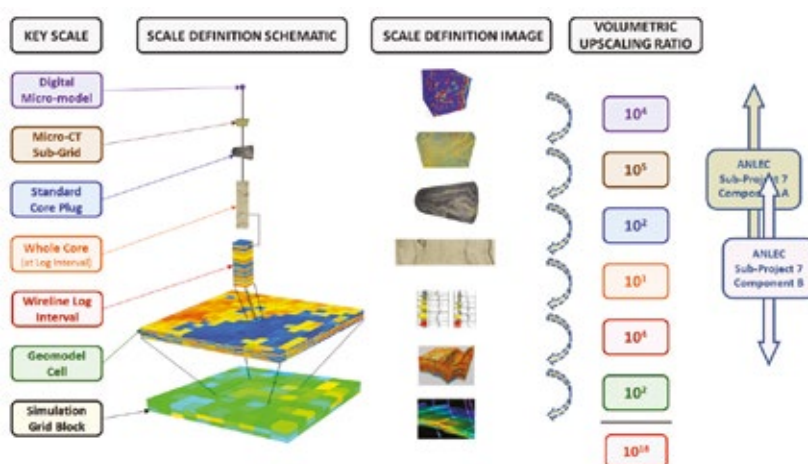 KEY SCALE
SCALE DEFINITION SCHEMATIC
SCALE DEFINITION IMAGE
VOLUMETRIC
UPSCALING RATIO
Digital
Micro-model
Micro-CT
Sub-Grid
Standard
Core Plug
Whole Core
(at Log Interval)
Wireline Log
Interval
Geomodel
Cell
Simulation
Grid Block
10⁴
10⁵
10²
10¹
10⁴
10²
10¹⁸
ANLEC
Sub-Project 7
Component A
ANLEC
Sub-Project 7
Component B